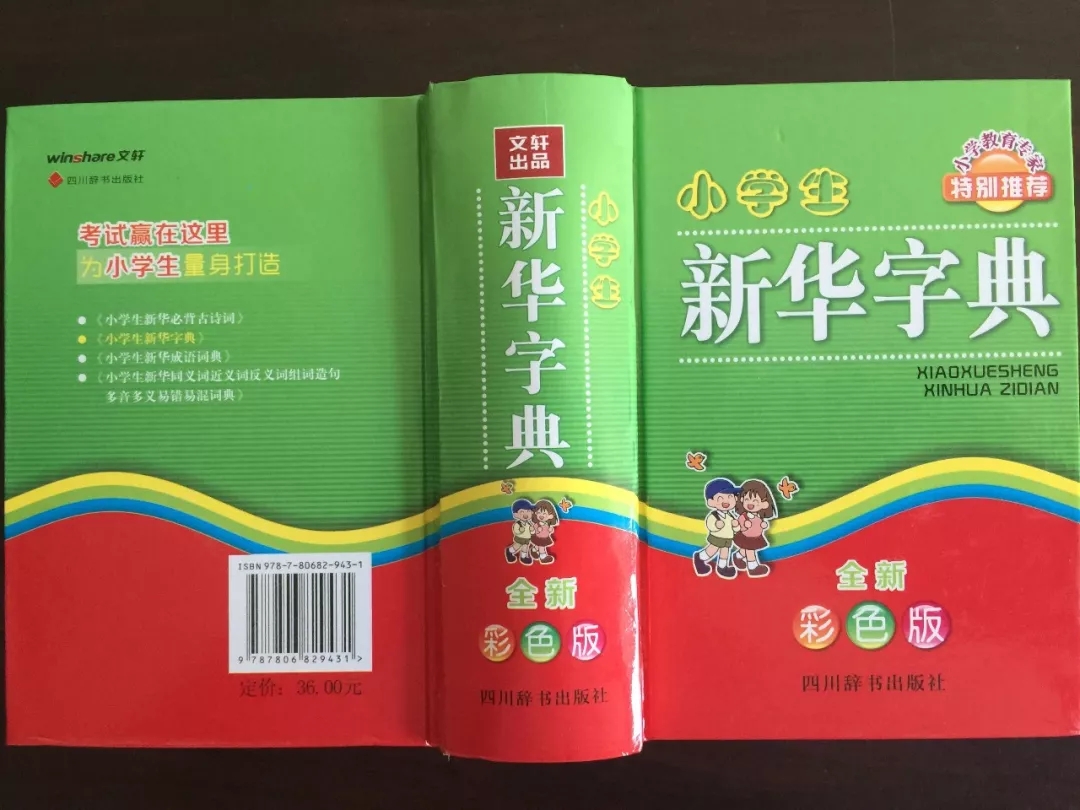 winshare文轩
四川辞书出版社
考试赢在这里
为小学生量身打造
《小学生新华必背古诗词》
《小学生新华字典》
《小学生新华成语词典》
《小学生新华同义词近义词反义词组词造句
多音多义易错易混词典》
ISBN 978-7-80682-943-1
9 787806 829431 >
定价: 36.00元
文轩
出品
小学生
新华字典
全新
彩色版
四川辞书出版社
小学教育专家
特别推荐
小学生
新华字典
XIAOXUESHENG
XINHUA ZIDIAN
全新
彩色版
四川辞书出版社